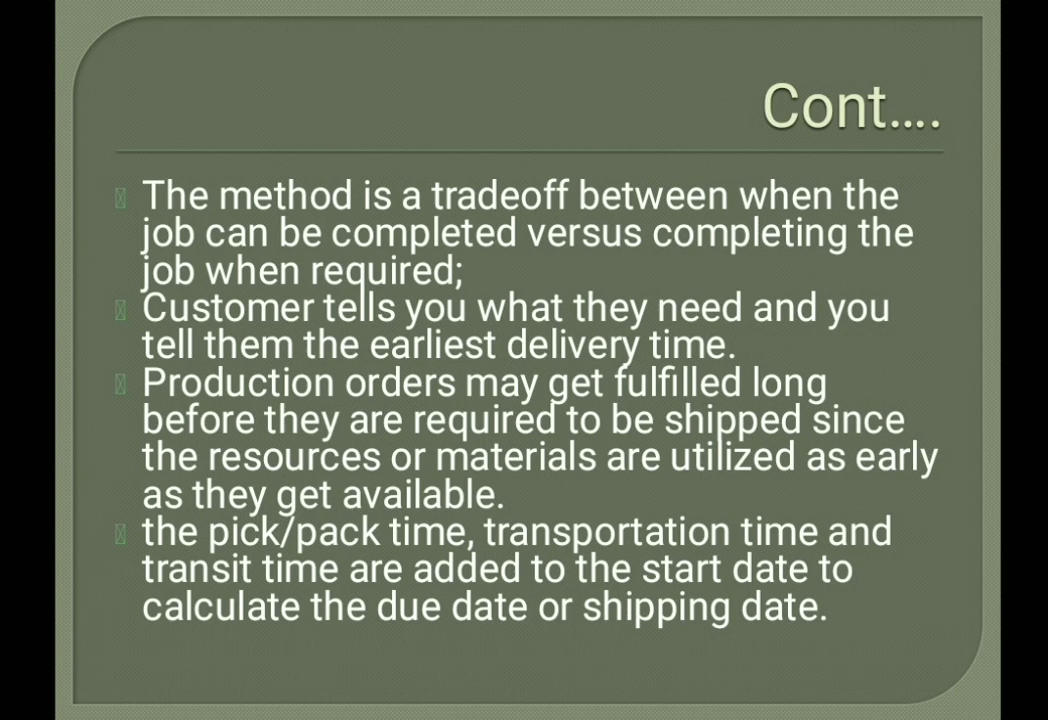 Cont....
The method is a tradeoff between when the
job can be completed versus completing the
job when required;
Customer tells you what they need and you
tell them the earliest delivery time.
Production orders may get fulfilled long
before they are required to be shipped since
the resources or materials are utilized as early
as they get available.
the pick/pack time, transportation time and
transit time are added to the start date to
calculate the due date or shipping date.